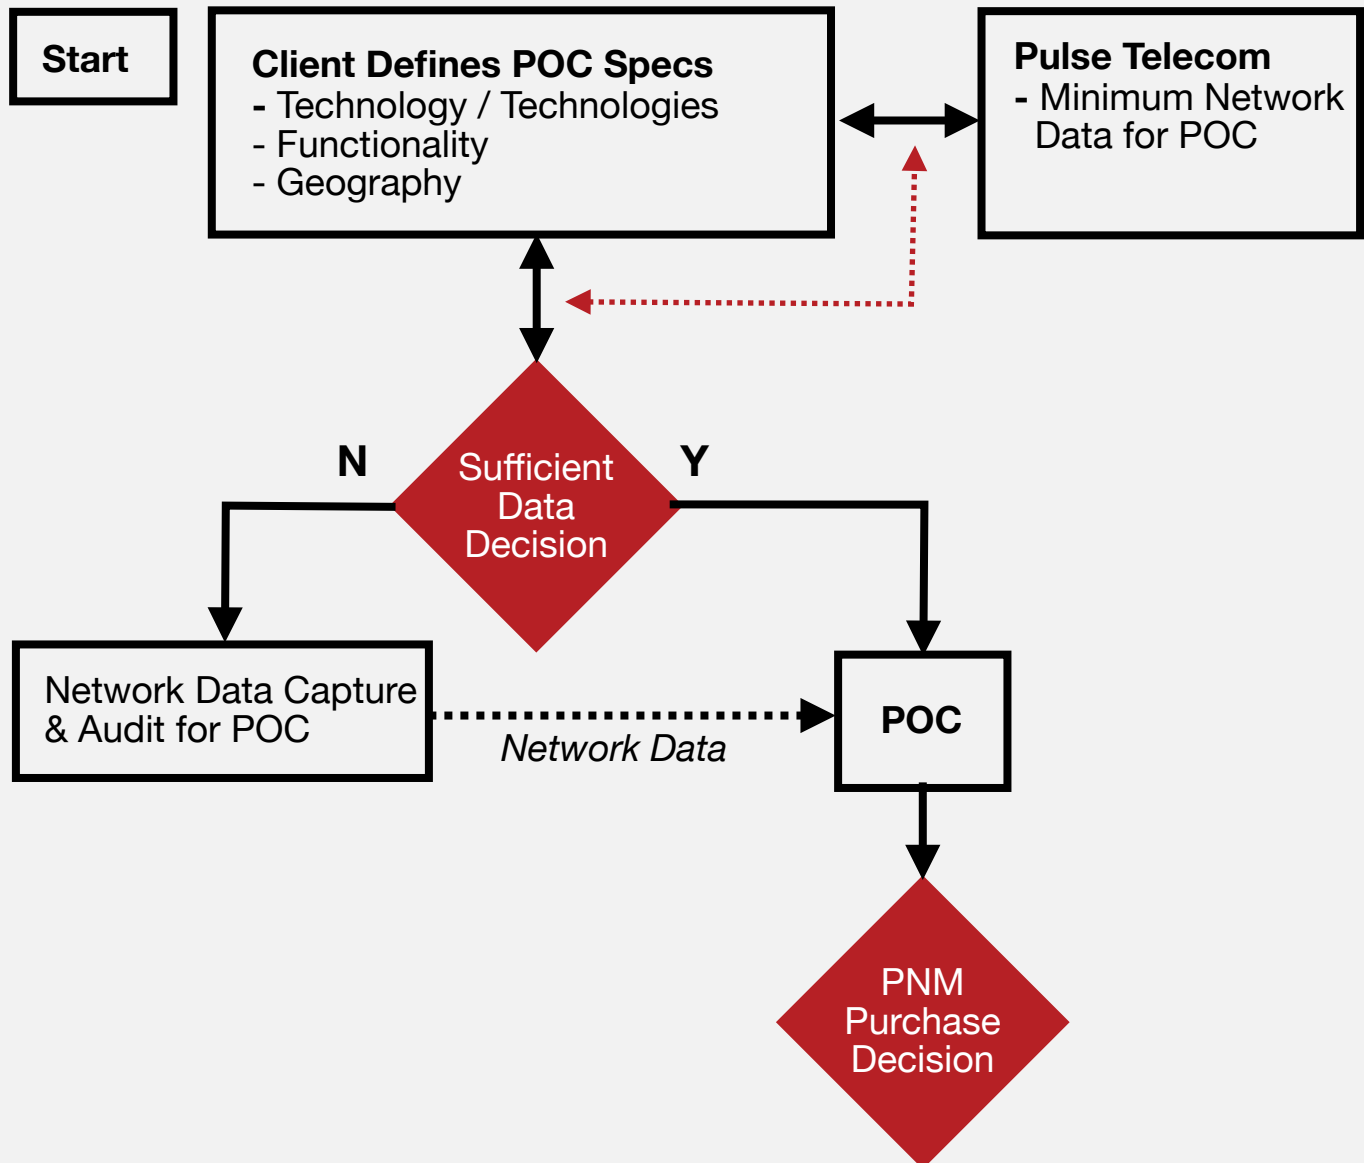 Start
Client Defines POC Specs
- Technology / Technologies
- Functionality
- Geography
Pulse Telecom
- Minimum Network
Data for POC
N
Sufficient
Data
Decision
Y
Network Data Capture
& Audit for POC
Network Data
POC
PNM
Purchase
Decision